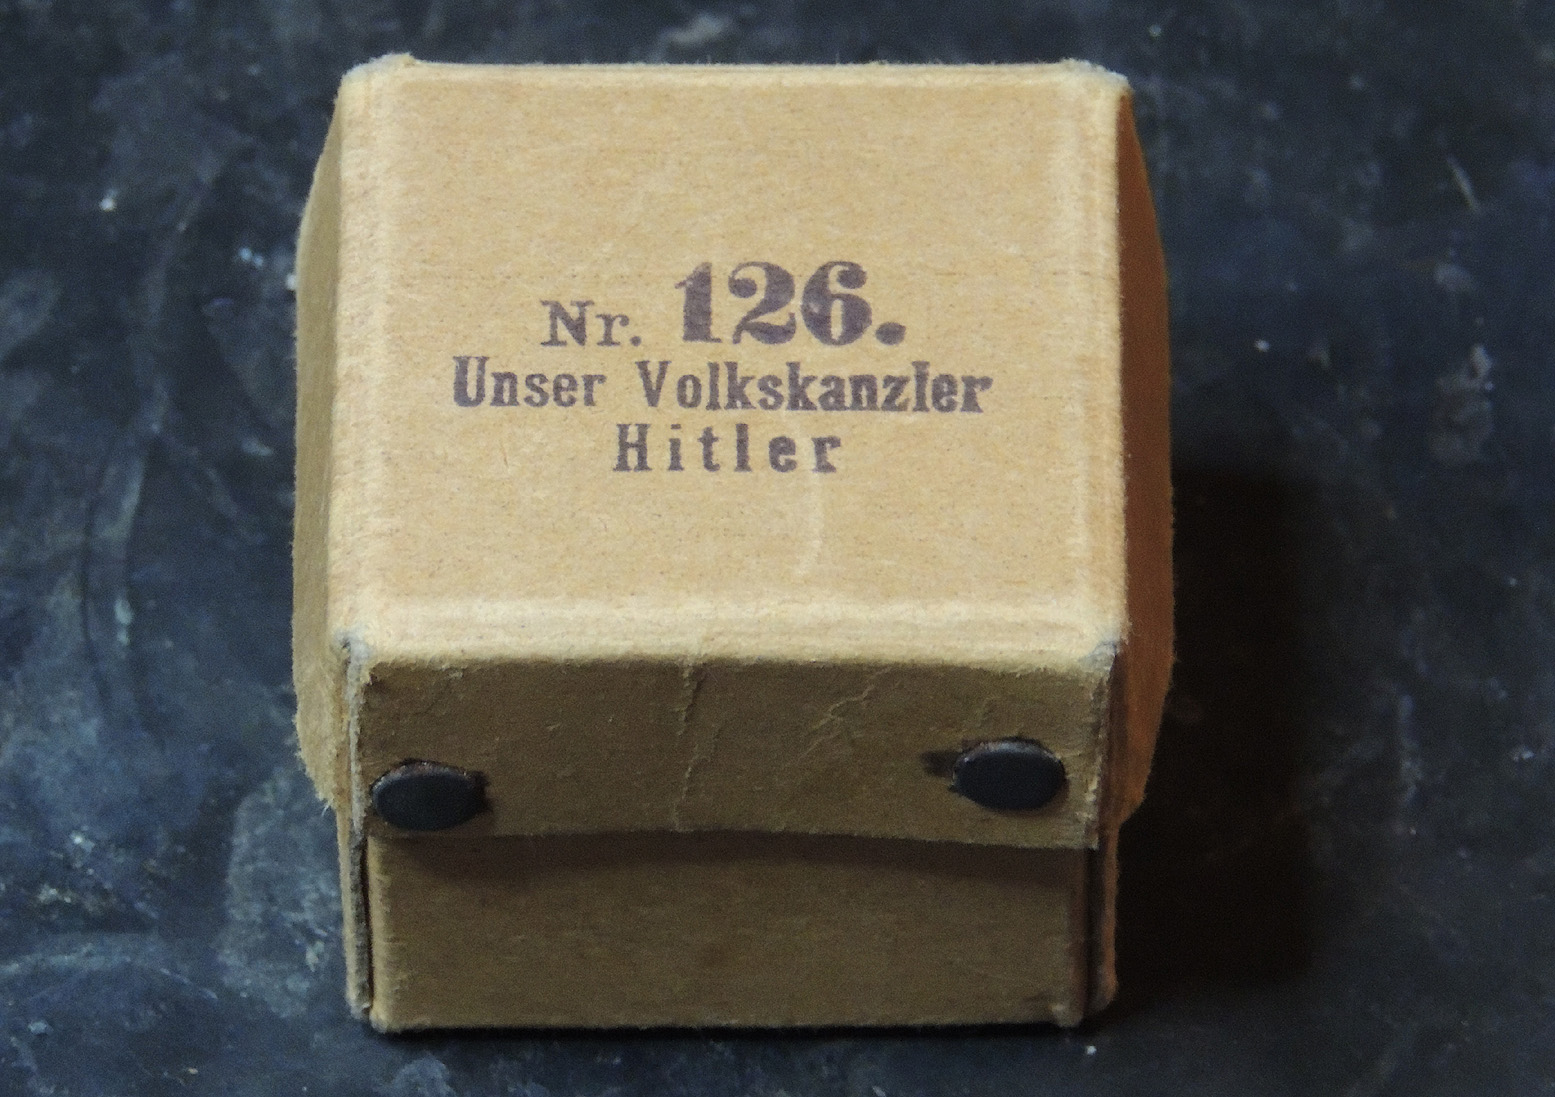 Nr. 126.
Unser Volkskanzler
Hitler